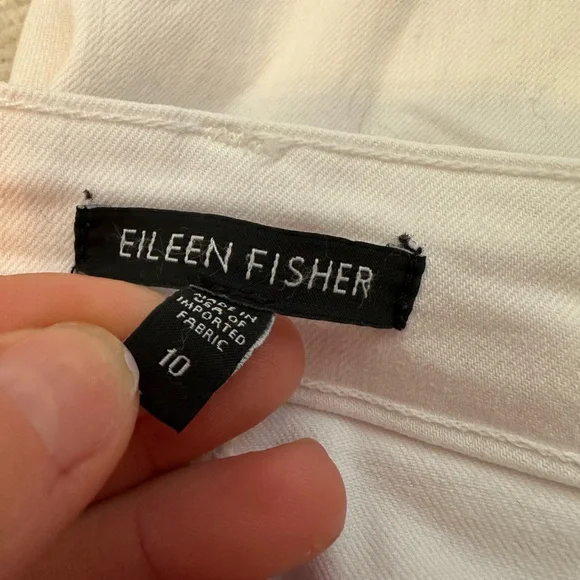 EILEEN FISHER
MADE IN
USA OF
IMPORTED
FABRIC
10